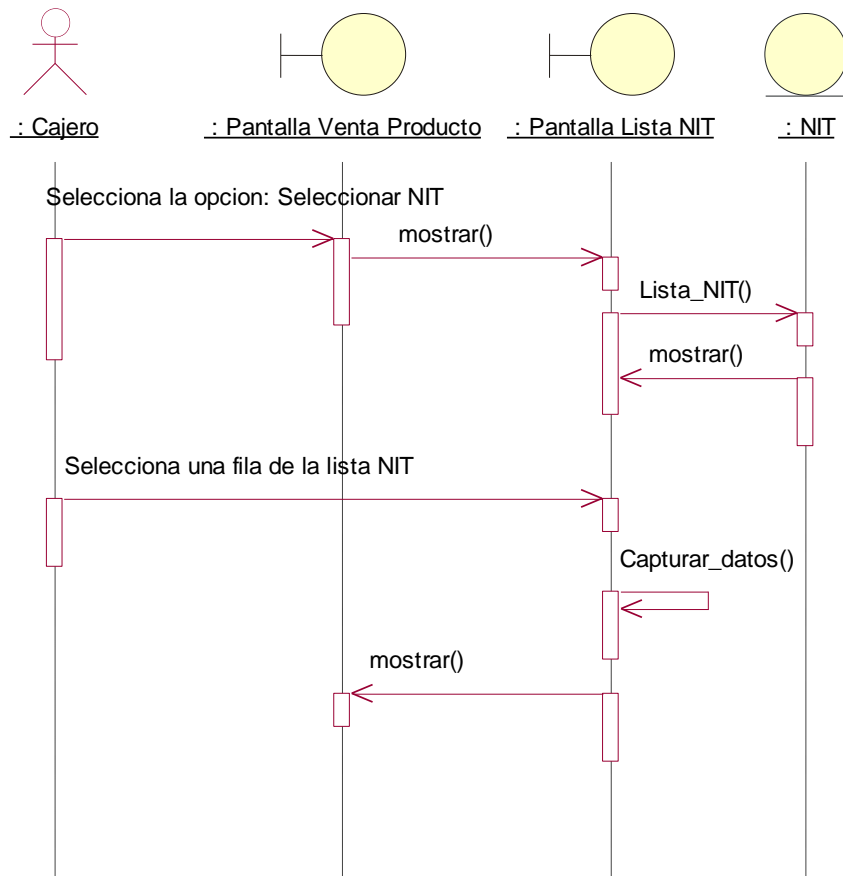 : Cajero
: Pantalla Venta Producto
: Pantalla Lista NIT
: NIT
Selecciona la opcion: Seleccionar NIT
mostrar()
Lista_NIT()
mostrar()
Selecciona una fila de la lista NIT
Capturar_datos()
mostrar()